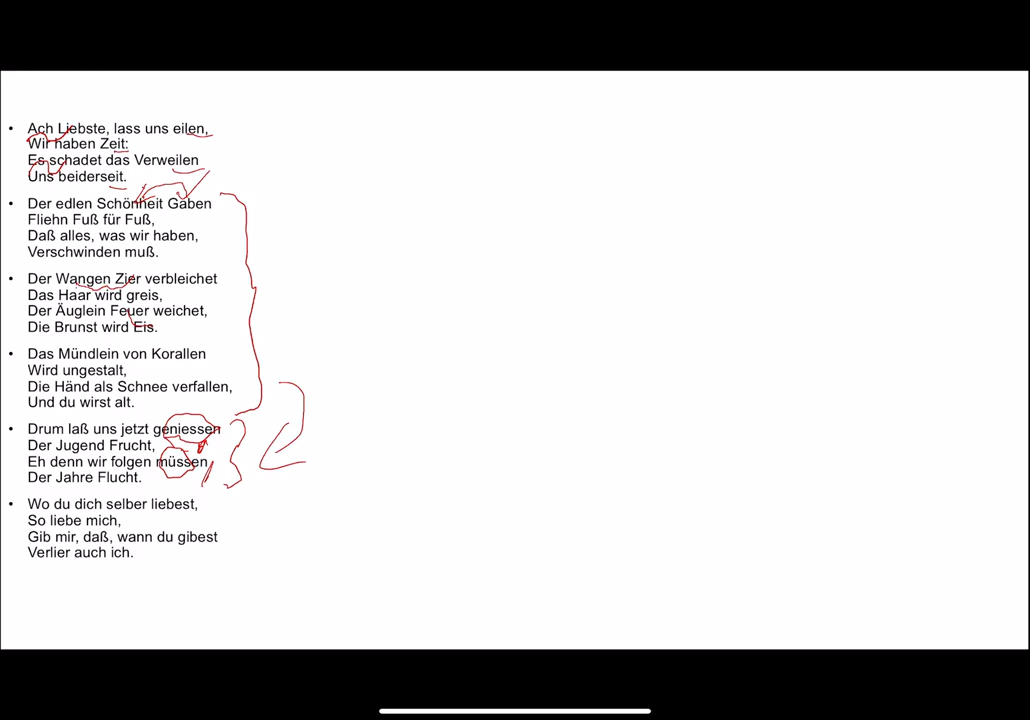 • Ach Liebste, lass uns eilen,
Wir haben Zeit:
Es schadet das Verweilen
Uns beiderseit.
• Der edlen Schönheit Gaben
Fliehn Fuß für Fuß,
Daß alles, was wir haben,
Verschwinden muß.
• Der Wangen Zier verbleichet
Das Haar wird greis,
Der Äuglein Feuer weichet,
Die Brunst wird Eis.
• Das Mündlein von Korallen
Wird ungestalt,
Die Händ als Schnee verfallen,
Und du wirst alt.
• Drum laß uns jetzt geniessen
Der Jugend Frucht,
Eh denn wir folgen müssen
Der Jahre Flucht.
• Wo du dich selber liebest,
So liebe mich,
Gib mir, daß, wann du gibest
Verlier auch ich.